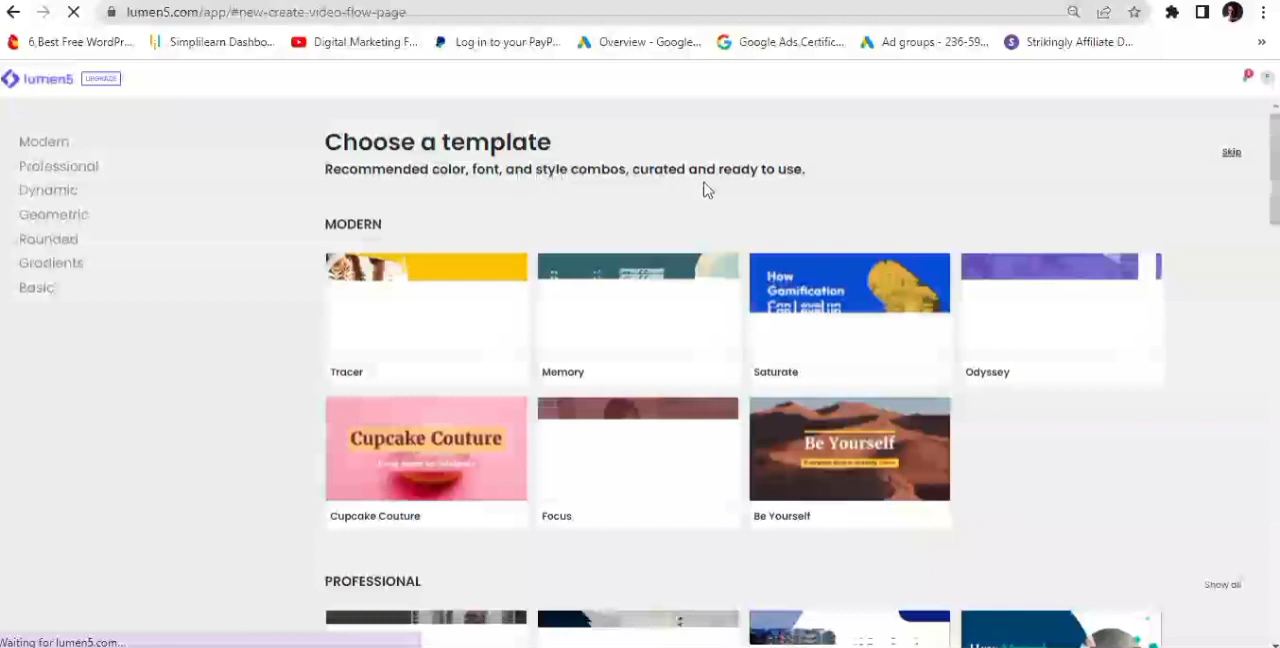 lumen5.com/app/#new-create-video-flow-page
6 Best Free WordPr...
Simplilearn Dashbo...
Digital Marketing F...
Log in to your PayP...
Overview - Google...
Google Ads Certific...
Ad groups - 236-59...
Strikingly Affiliate D...
»
lumen5
UPGRADE
Modern
Professional
Dynamic
Geometric
Rounded
Gradients
Basic
Choose a template
Skip
Recommended color, font, and style combos, curated and ready to use.
MODERN
How
Gamification
Can Level up
Tracer
Memory
Saturate
Odyssey
Cupcake Couture
Be Yourself
Cupcake Couture
Focus
Be Yourself
PROFESSIONAL
Show all
Waiting for lumen5.com...